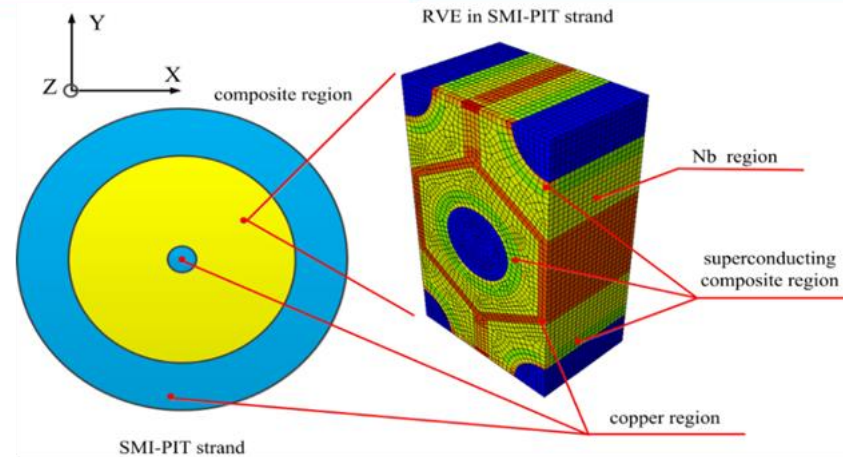 RVE in SMI-PIT strand
Y
Z
X
composite region
Nb region
superconducting
composite region
copper region
SMI-PIT strand